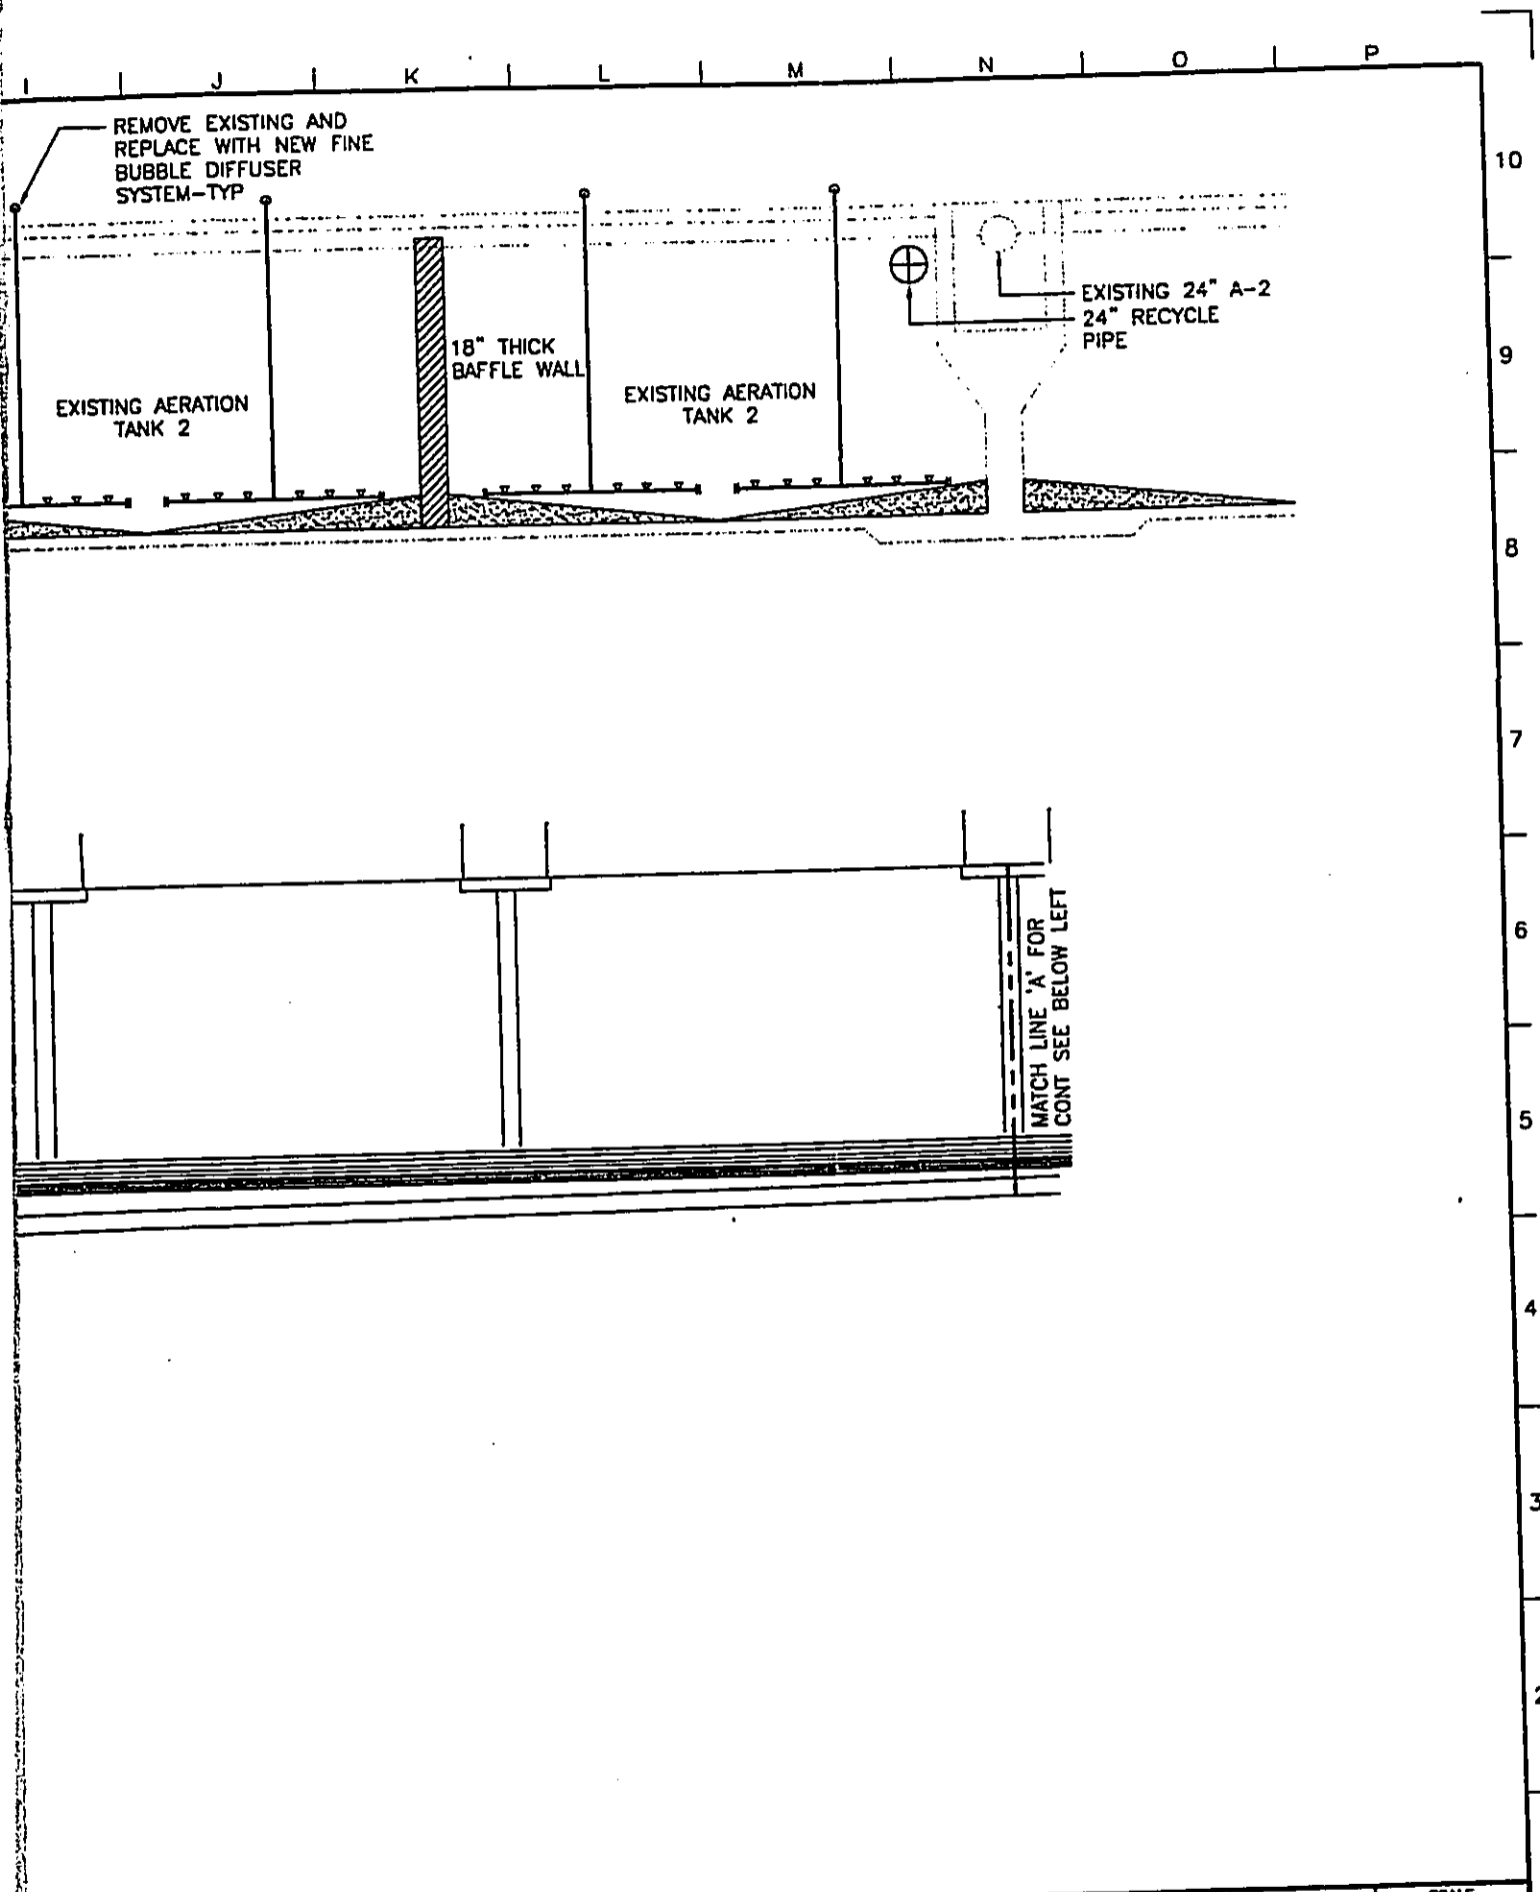 I J K L M N O P
REMOVE EXISTING AND
REPLACE WITH NEW FINE
BUBBLE DIFFUSER
SYSTEM-TYP
10
EXISTING 24" A-2
24" RECYCLE
PIPE
18" THICK
BAFFLE WALL
9
EXISTING AERATION
TANK 2
EXISTING AERATION
TANK 2
8
7
6
MATCH LINE 'A' FOR
CONT SEE BELOW LEFT
5
4
3
2